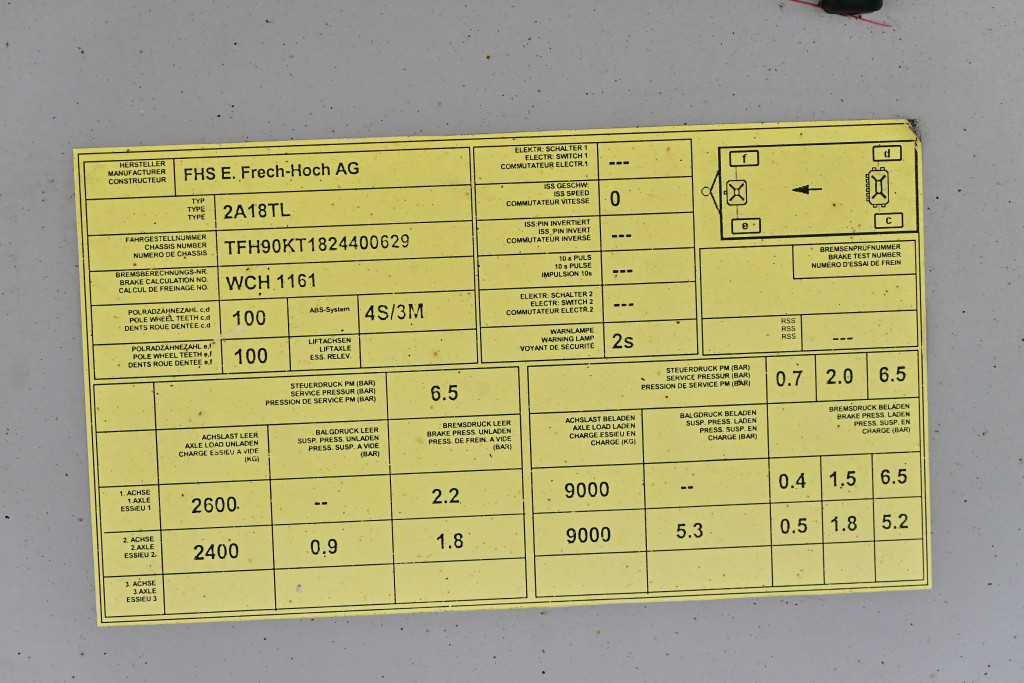 HERSTELLER
MANUFACTURER
CONSTRUCTEUR
FHS E. Frech-Hoch AG
TYP
TYPE
TYPE
2A18TL
FAHRGESTELLNUMMER
CHASSIS NUMBER
NUMÉRO DE CHASSIS
TFH90KT1824400629
BREMSBERECHNUNGS-NR.
BRAKE CALCULATION NO.
CALCUL DE FREINAGE NO.
WCH 1161
POLRADZÄHNEZAHL c,d
POLE WHEEL TEETH c,d
DENTS ROUE DENTÉE c,d
100
ABS-System
4S/3M
POLRADZÄHNEZAHL e,f
POLE WHEEL TEETH e,f
DENTS ROUE DENTÉE e,f
100
LIFTACHSEN
LIFTAXLE
ESS. RELEV.
ELEKTR: SCHALTER 1
ELECTR: SWITCH 1
COMMUTATEUR ELECTR.1
---
ISS GESCHW:
ISS SPEED
COMMUTATEUR VITESSE
0
ISS:PIN INVERTIERT
ISS:PIN INVERT
COMMUTATEUR INVERSÉ
---
10 s PULS
10 s PULSE
IMPULSION 10s
---
ELEKTR: SCHALTER 2
ELECTR: SWITCH 2
COMMUTATEUR ELECTR.2
---
WARNLAMPE
WARNING LAMP
VOYANT DE SÉCURITÉ
2s
f
d
e
c
BREMSENPRÜFNUMMER
BRAKE TEST NUMBER
NUMÉRO D'ESSAI DE FREIN
RSS
RSS
RSS
---
STEUERDRUCK PM (BAR)
SERVICE PRESSUR (BAR)
PRESSION DE SERVICE PM (BAR)
6.5
ACHSLAST LEER
AXLE LOAD UNLADEN
CHARGE ESSIEU A VIDE
(KG)
BALGDRUCK LEER
SUSP. PRESS. UNLADEN
PRESS. SUSP. A VIDE
(BAR)
BREMSDRUCK LEER
BRAKE PRESS. UNLADEN
PRESS. DE FREIN. A VIDE
(BAR)
1. ACHSE
1.AXLE
ESSIEU 1
2600
--
2.2
2. ACHSE
2.AXLE
ESSIEU 2
2400
0.9
1.8
3. ACHSE
3.AXLE
ESSIEU 3
STEUERDRUCK PM (BAR)
SERVICE PRESSUR (BAR)
PRESSION DE SERVICE PM (BAR)
0.7 2.0 6.5
ACHSLAST BELADEN
AXLE LOAD LADEN
CHARGE ESSIEU EN
CHARGE (KG)
BALGDRUCK BELADEN
PRESS. SUSP. LADEN
PRESS. SUSP. EN
CHARGE (BAR)
BREMSDRUCK BELADEN
BRAKE PRESS. LADEN
PRESS. SUSP. EN
CHARGE (BAR)
9000
--
0.4 1.5 6.5
9000
5.3
0.5 1.8 5.2